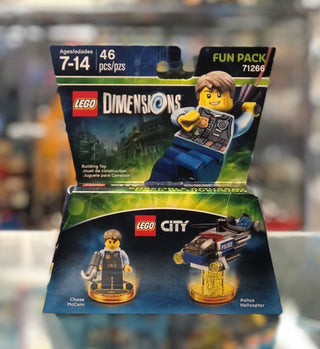 Ages/edades
7-14
46
pcs/pzs
FUN PACK
71266
LEGO DIMENSIONS
Building Toy
Jouet de construction
Juguete para Construir
LEGO CITY
POLICE
Chase
McCain
Police
Helicopter